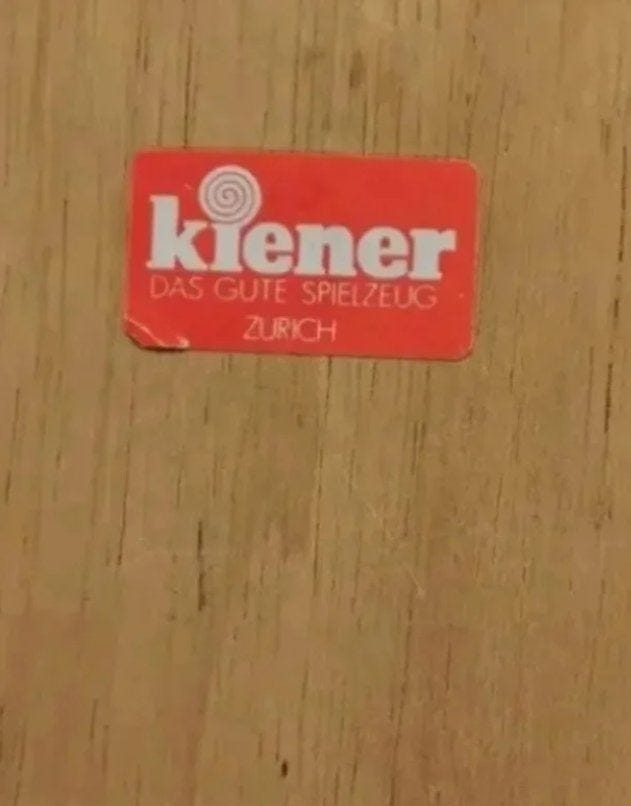 kiener
DAS GUTE SPIELZEUG
ZURICH